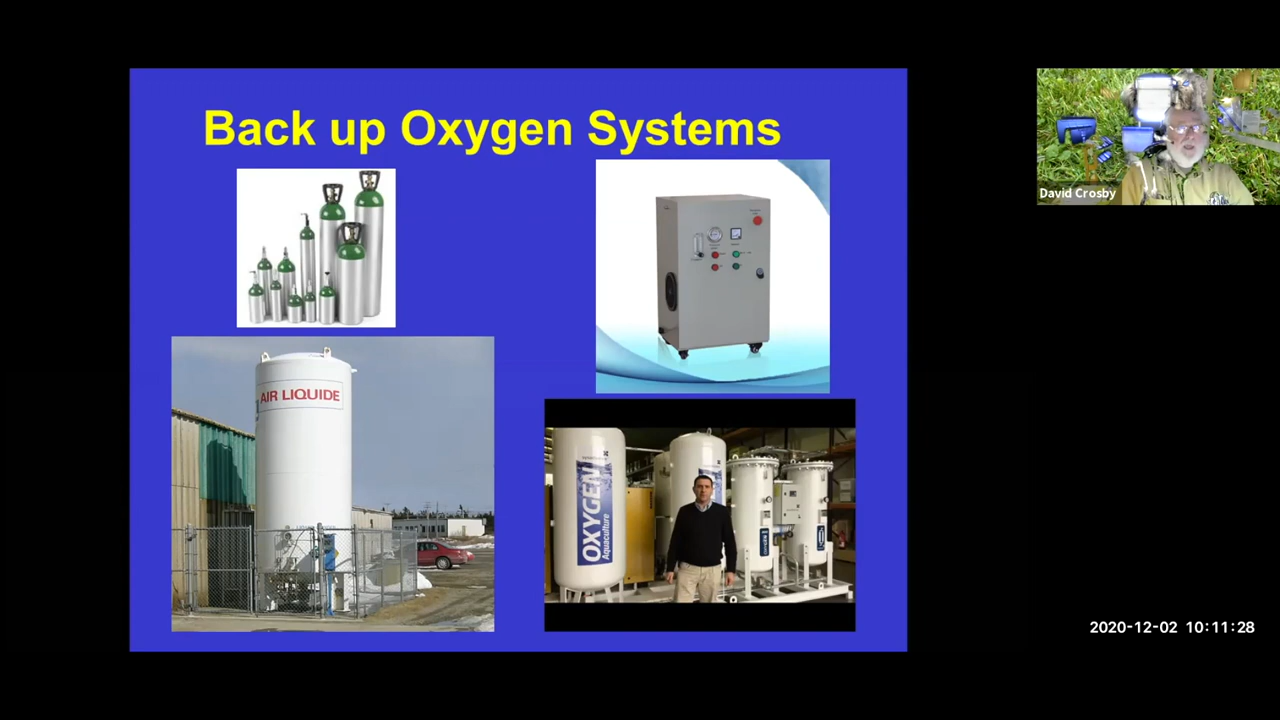 Back up Oxygen Systems
AIR LIQUIDE
OXYGEN
Aquaculture
David Crosby
2020-12-02 10:11:28